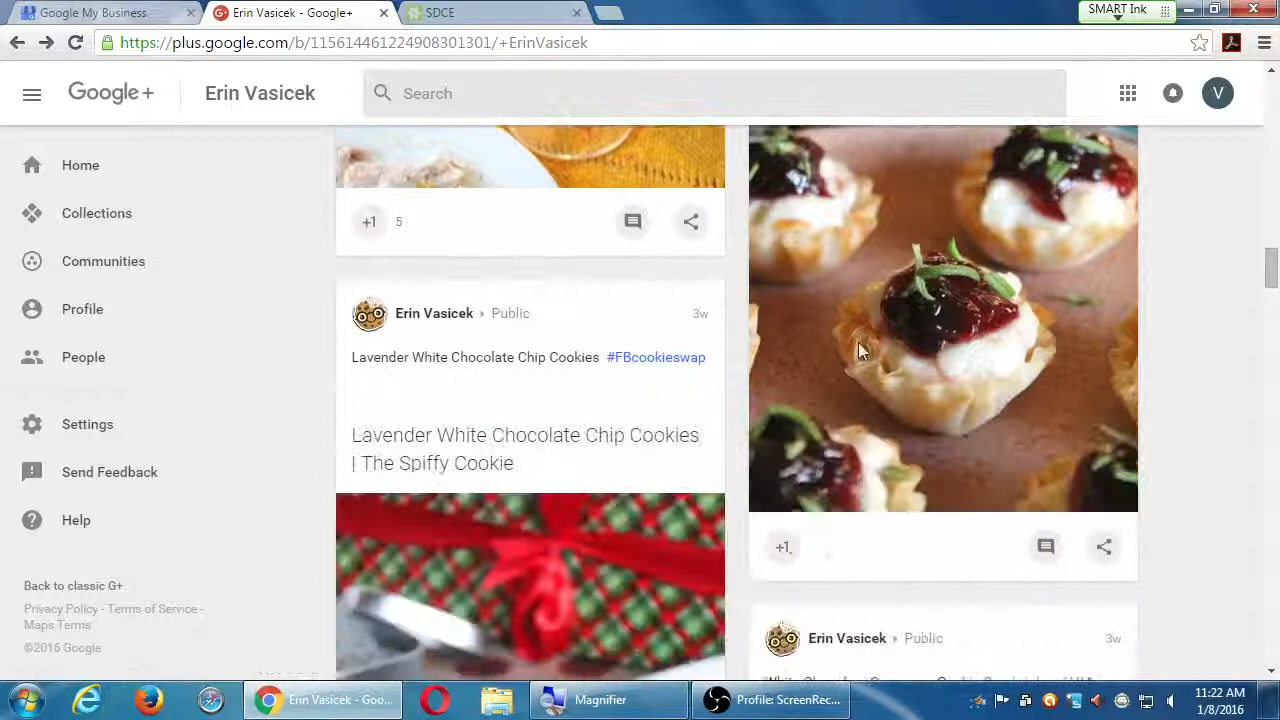 Google My Business
Erin Vasicek - Google+
SDCE
SMART Ink
https://plus.google.com/b/115614461224908301301/+ErinVasicek
Google+
Erin Vasicek
Search
V
Home
Collections
Communities
Profile
People
Settings
Send Feedback
Help
Back to classic G+
Privacy Policy - Terms of Service -
Maps Terms
©2016 Google
+1 5
Erin Vasicek ▸ Public 3w
Lavender White Chocolate Chip Cookies #FBcookieswap
Lavender White Chocolate Chip Cookies
| The Spiffy Cookie
+1
Erin Vasicek ▸ Public 3w
Erin Vasicek - Goo...
Magnifier
Profile: ScreenRec...
11:22 AM
1/8/2016